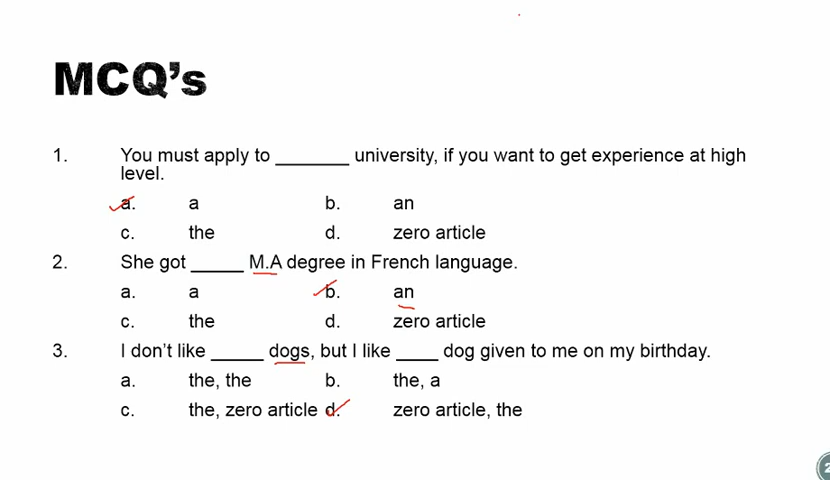 MCQ's
1. You must apply to _______ university, if you want to get experience at high
level.
a. a b. an
c. the d. zero article
2. She got _____ M.A degree in French language.
a. a b. an
c. the d. zero article
3. I don't like _____ dogs, but I like ____ dog given to me on my birthday.
a. the, the b. the, a
c. the, zero article d. zero article, the